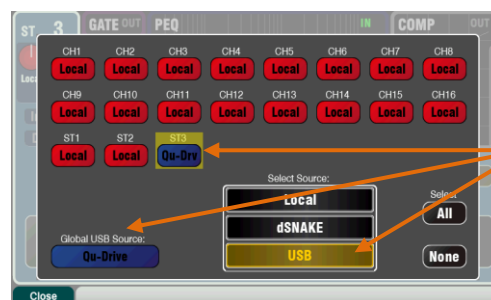 ST 3 GATE OUT PEQ IN COMP OUT
CH1 CH2 CH3 CH4 CH5 CH6 CH7 CH8
Local Local Local Local Local Local Local Local
CH9 CH10 CH11 CH12 CH13 CH14 CH15 CH16
Local Local Local Local Local Local Local Local
ST1 ST2 ST3
Local Local Qu-Drv
Select Source:
Local
dSNAKE
USB
Select
All
None
Global USB Source:
Qu-Drive
Close